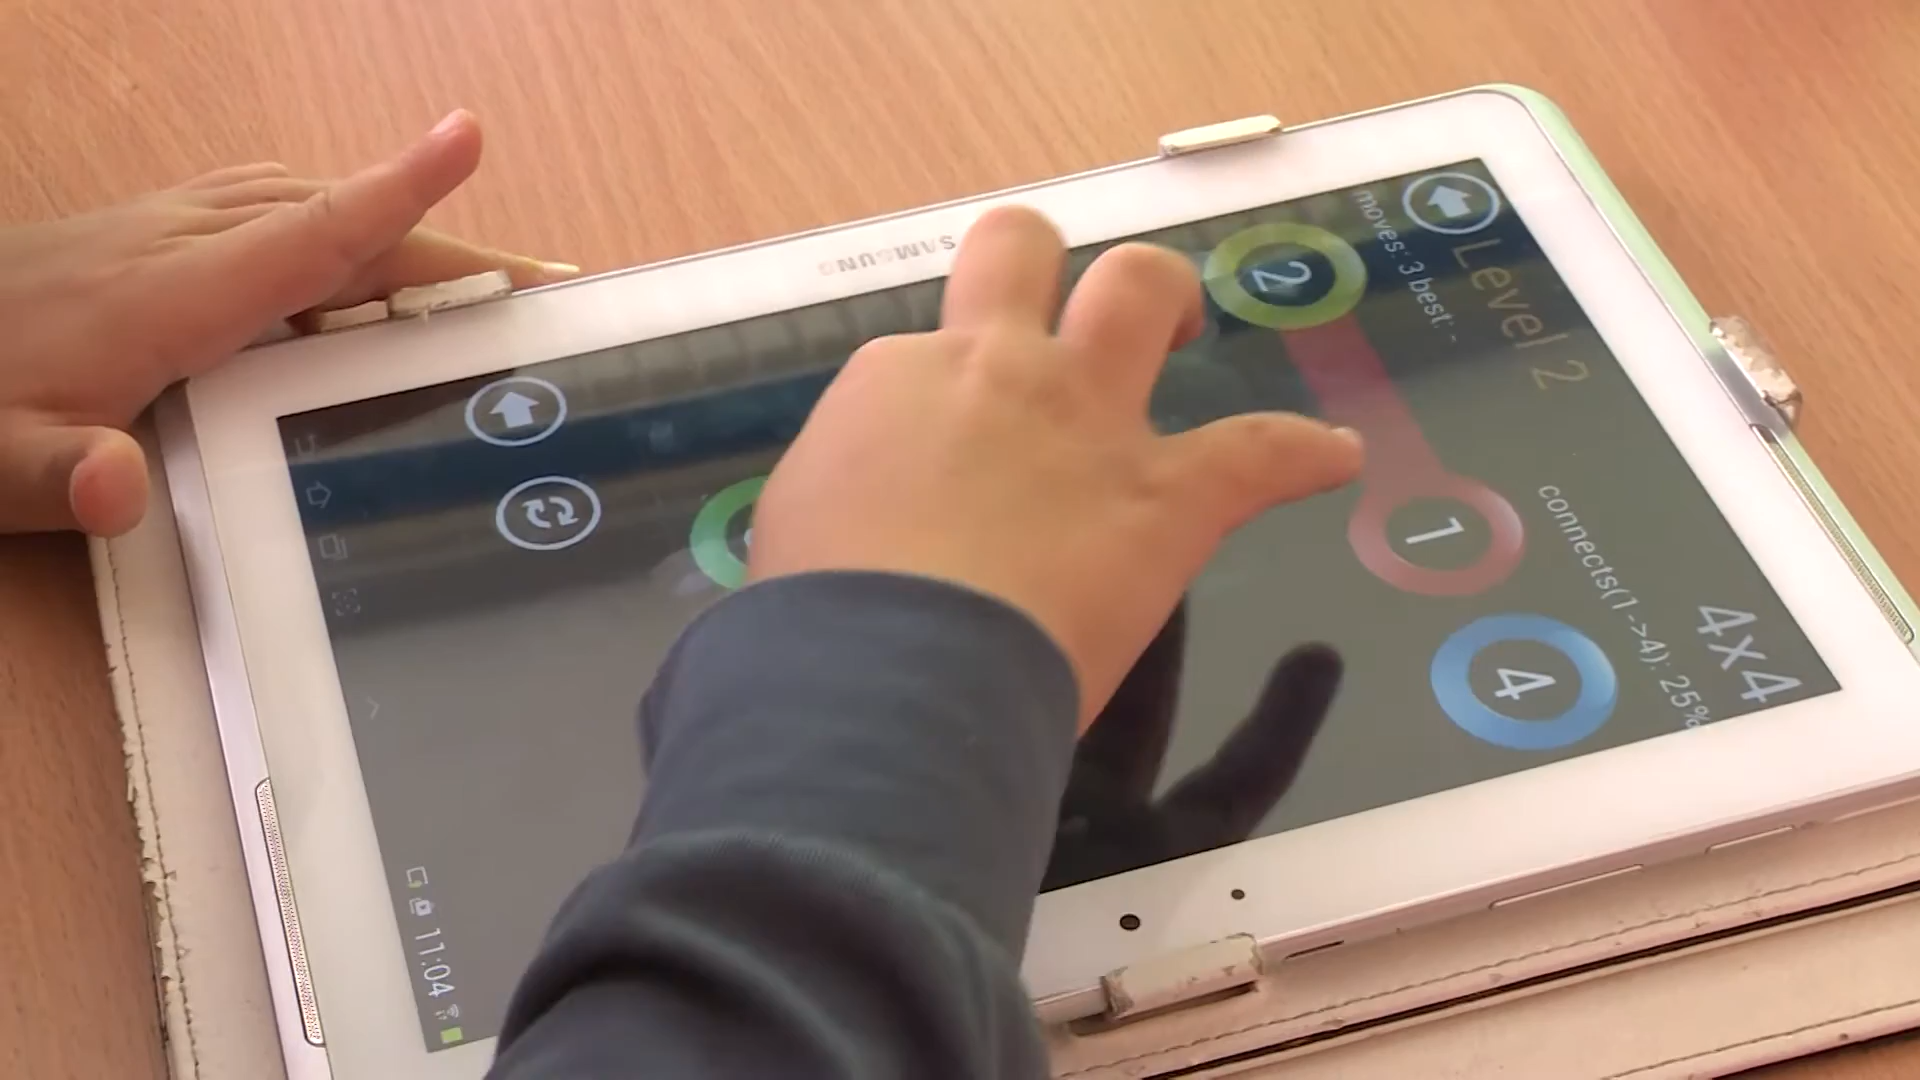 Level 2
4x4
moves: 3 best: -
connects(1->4): 25%
2
1
4
SAMSUNG
11:04